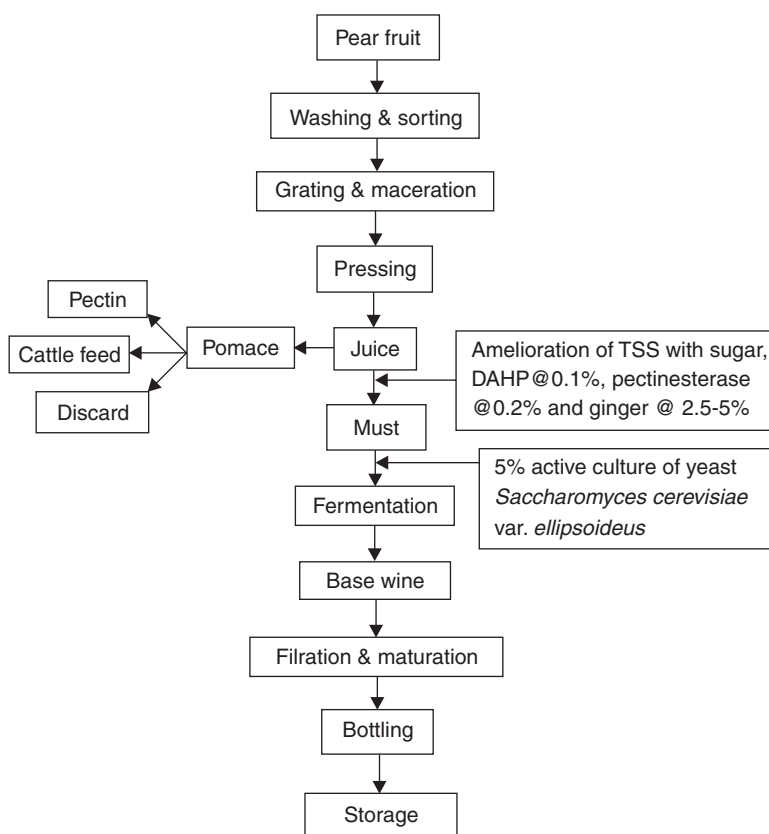 Pear fruit
Washing & sorting
Grating & maceration
Pressing
Pectin
Cattle feed
Discard
Pomace
Juice
Amelioration of TSS with sugar,
DAHP@0.1%, pectinesterase
@0.2% and ginger @ 2.5-5%
Must
5% active culture of yeast
Saccharomyces cerevisiae
var. ellipsoideus
Fermentation
Base wine
Filration & maturation
Bottling
Storage